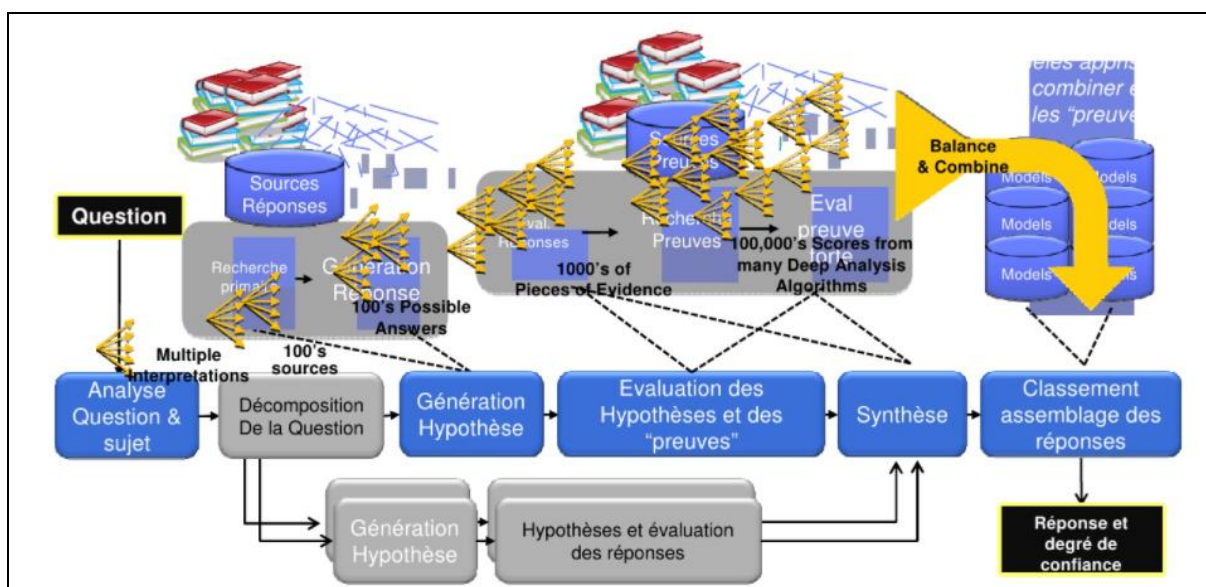 combiner
les "preuve
Sources
Réponses
Sources
Preuves
Balance
& Combine
Models
Models
Models
Models
Models
Question
Recherche
Génération
Réponse
Réponses
Recherche
Preuves
Eval
preuve
forte
100's Possible
Answers
1000's of
Pieces of Evidence
100,000's Scores from
many Deep Analysis
Algorithms
Multiple
Interpretations
100's
sources
Analyse
Question &
sujet
Décomposition
De la Question
Génération
Hypothèse
Evaluation des
Hypothèses et des
"preuves"
Synthèse
Classement
assemblage des
réponses
Génération
Hypothèse
Hypothèses et évaluation
des réponses
Réponse et
degré de
confiance